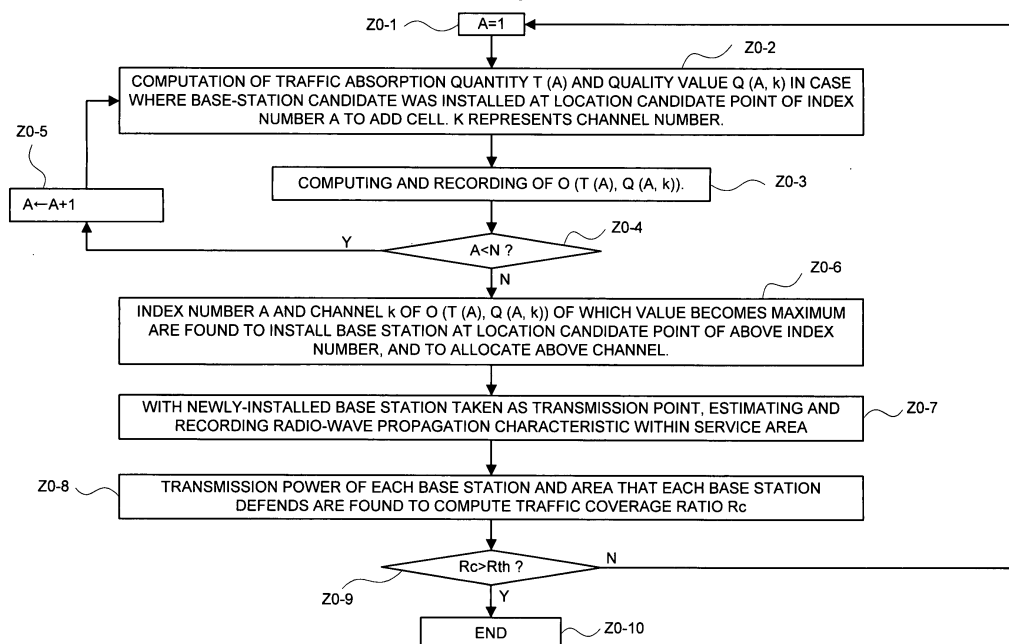 Z0-1
A=1
Z0-2
COMPUTATION OF TRAFFIC ABSORPTION QUANTITY T (A) AND QUALITY VALUE Q (A, k) IN CASE
WHERE BASE-STATION CANDIDATE WAS INSTALLED AT LOCATION CANDIDATE POINT OF INDEX
NUMBER A TO ADD CELL. K REPRESENTS CHANNEL NUMBER.
Z0-5
A←A+1
COMPUTING AND RECORDING OF O (T (A), Q (A, k)).
Z0-3
Z0-4
Y
A<N ?
N
Z0-6
INDEX NUMBER A AND CHANNEL k OF O (T (A), Q (A, k)) OF WHICH VALUE BECOMES MAXIMUM
ARE FOUND TO INSTALL BASE STATION AT LOCATION CANDIDATE POINT OF ABOVE INDEX
NUMBER, AND TO ALLOCATE ABOVE CHANNEL.
WITH NEWLY-INSTALLED BASE STATION TAKEN AS TRANSMISSION POINT, ESTIMATING AND
RECORDING RADIO-WAVE PROPAGATION CHARACTERISTIC WITHIN SERVICE AREA
Z0-7
Z0-8
TRANSMISSION POWER OF EACH BASE STATION AND AREA THAT EACH BASE STATION
DEFENDS ARE FOUND TO COMPUTE TRAFFIC COVERAGE RATIO Rc
Rc>Rth ?
N
Z0-9
Y
END
Z0-10